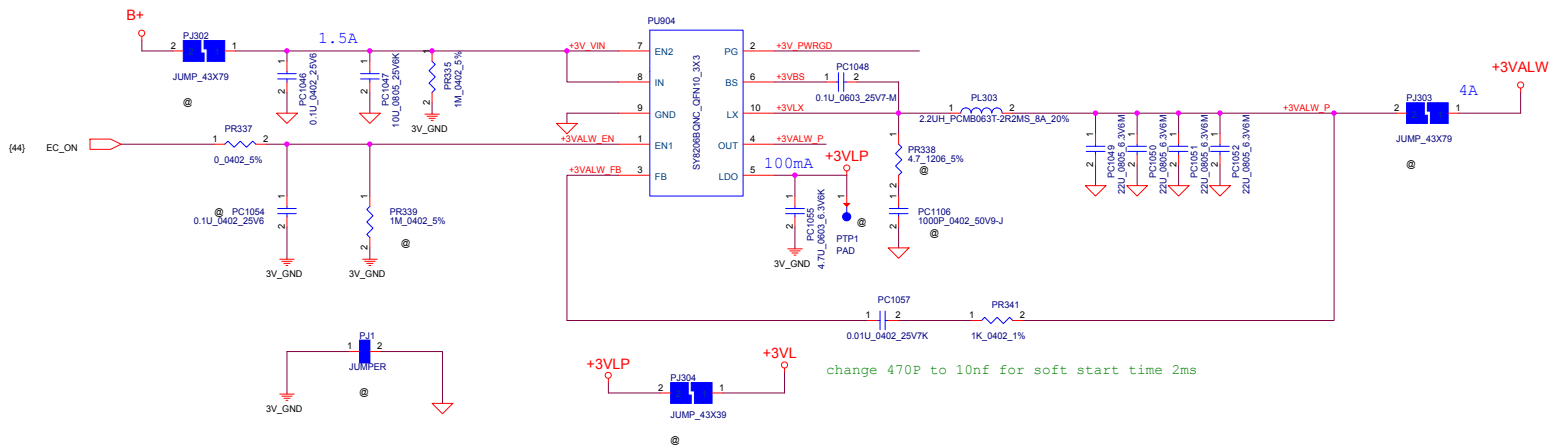 B+
PJ302
2
2
1
1
JUMP_43X79
@
1.5A
1
2
PC1046
0.1U_0402_25V6
1
2
PC1047
10U_0805_25V6K
1
2
PR335
1M_0402_5%
3V_GND
{44}
EC_ON
PR337
1
2
0_0402_5%
@
PC1054
0.1U_0402_25V6
1
2
3V_GND
PR339
1M_0402_5%
1
2
@
3V_GND
PU904
SY8206BQNC_QFN10_3X3
+3V_VIN
7
EN2
8
IN
9
GND
+3VALW_EN
1
EN1
+3VALW_FB
3
FB
PG
2
+3V_PWRGD
BS
6
+3VBS
LX
10
+3VLX
OUT
4
+3VALW_P
LDO
5
PC1048
1
2
0.1U_0603_25V7-M
100mA
+3VLP
1
2
PC1055
4.7U_0603_6.3V6K
3V_GND
1
@
PTP1
PAD
1
2
PR338
4.7_1206_5%
@
1
2
PC1106
1000P_0402_50V9-J
@
PL303
1
2
2.2UH_PCMB063T-2R2MS_8A_20%
1
2
PC1049
22U_0805_6.3V6M
1
2
PC1050
22U_0805_6.3V6M
1
2
PC1051
22U_0805_6.3V6M
1
2
PC1052
22U_0805_6.3V6M
+3VALW_P
PJ303
2
2
1
1
JUMP_43X79
@
4A
+3VALW
PC1057
1
2
0.01U_0402_25V7K
PR341
1
2
1K_0402_1%
change 470P to 10nf for soft start time 2ms
PJ1
1
2
JUMPER
@
3V_GND
+3VLP
PJ304
2
2
1
1
JUMP_43X39
@
+3VL